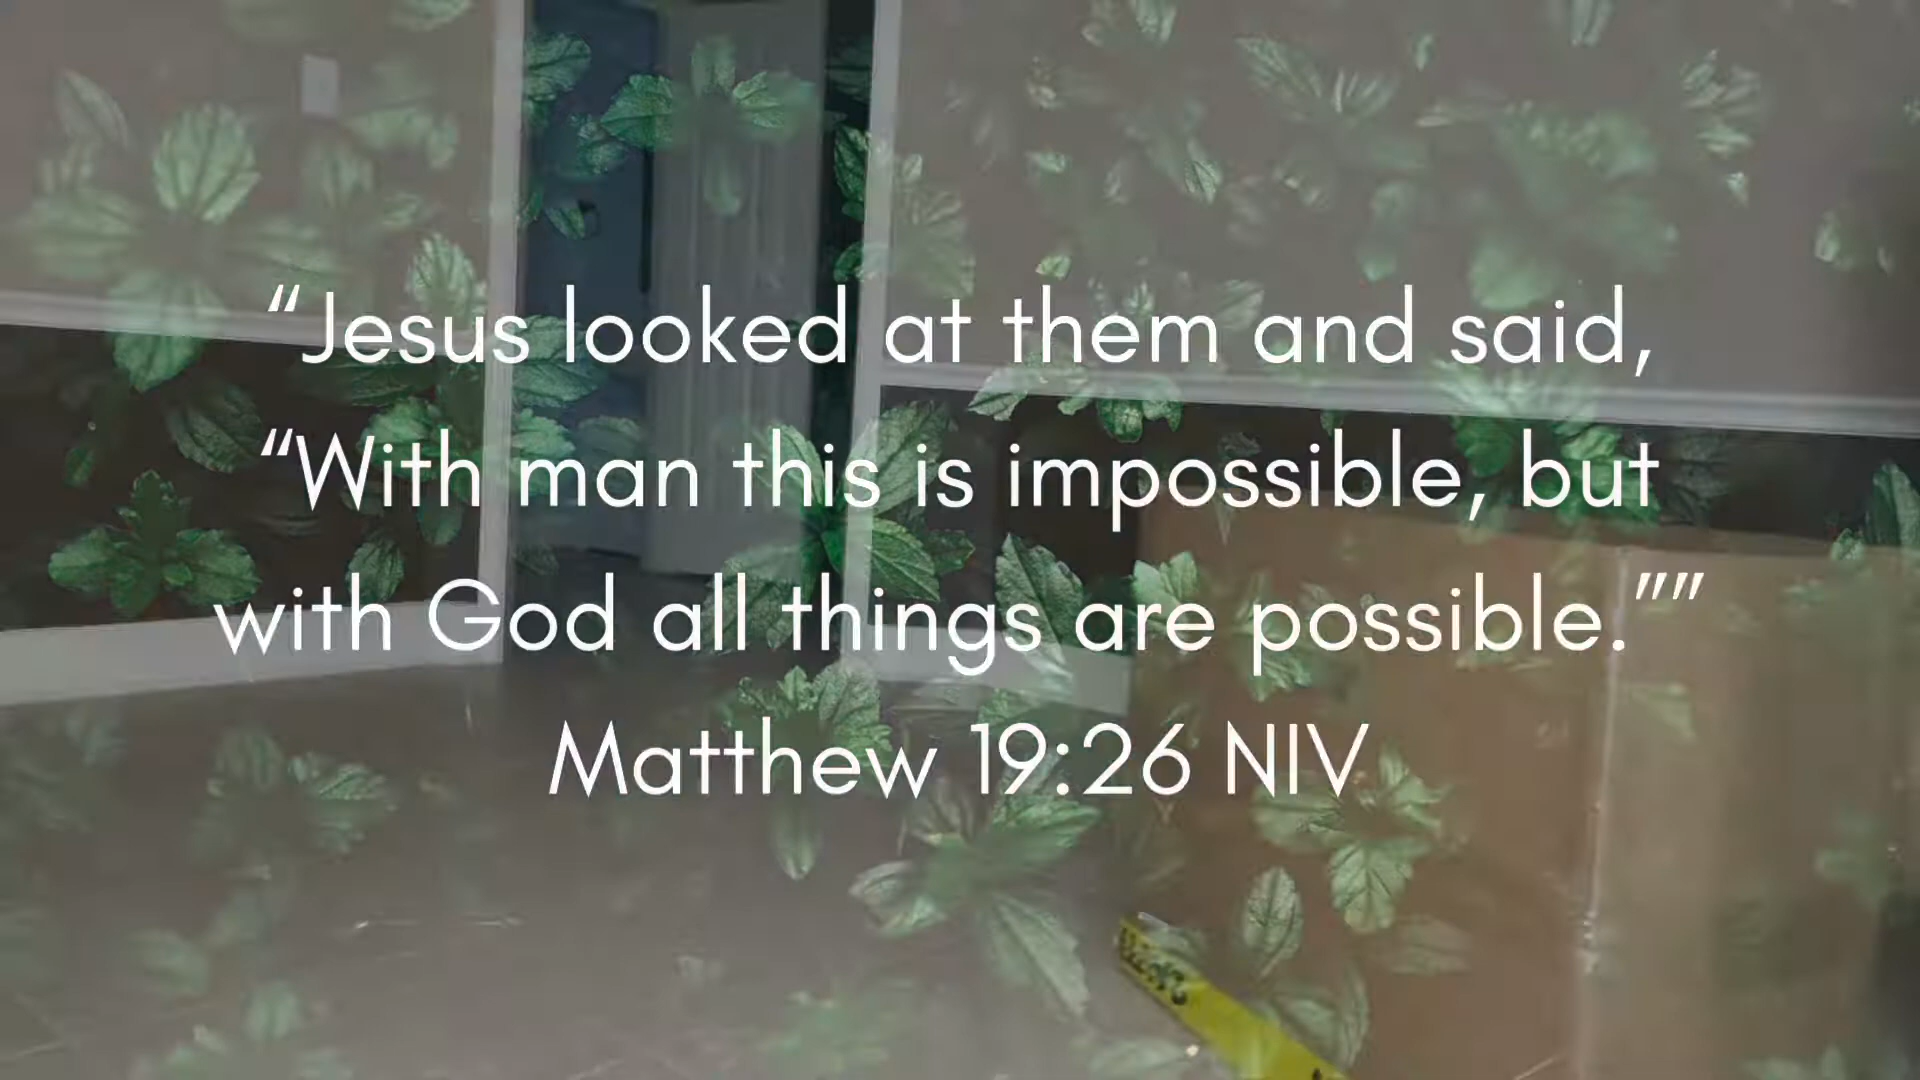 “Jesus looked at them and said,
“With man this is impossible, but
with God all things are possible.””
Matthew 19:26 NIV